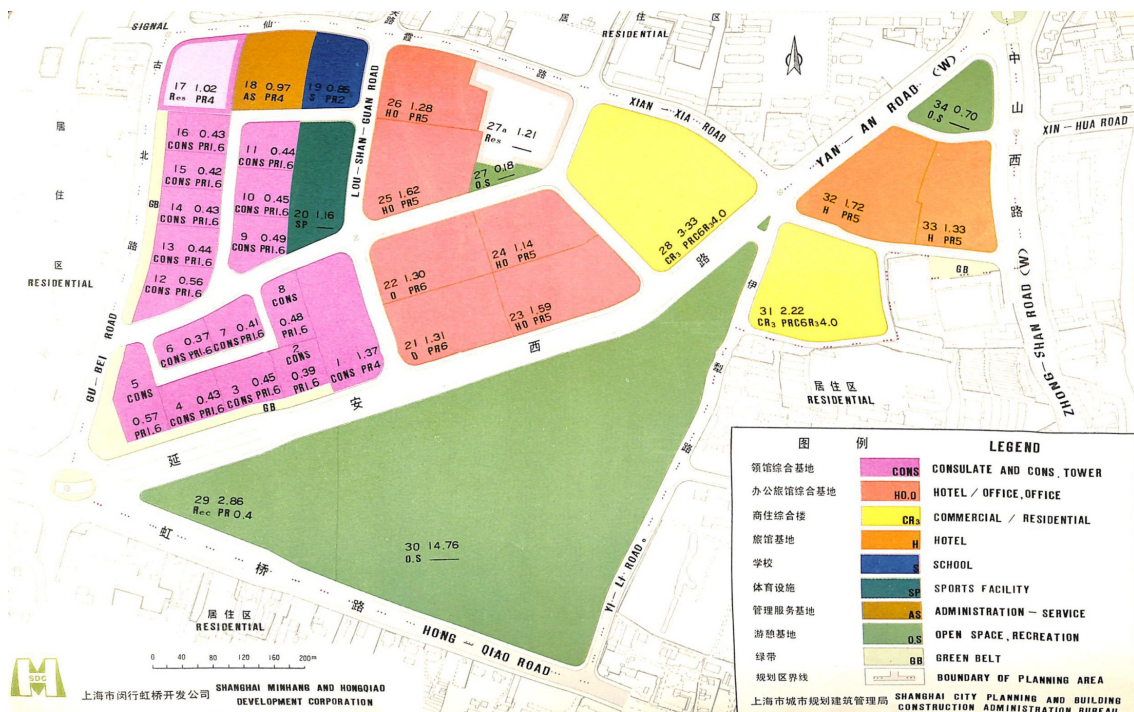 SIGNAL
仙
霞
路
居 住 区
RESIDENTIAL
XIAN-XIA ROAD
YAN-AN ROAD (W)
中
山
西
路
XIN-HUA ROAD
ZHONG-SHAN ROAD (W)
古
北
路
GU-BEI ROAD
居
住
区
RESIDENTIAL
LOU-SHAN-GUAN ROAD
17 1.02
Res PR4
18 0.97
AS PR4
19 0.85
S PR2
16 0.43
CONS PR1.6
15 0.42
CONS PR1.6
14 0.43
CONS PR1.6
13 0.44
CONS PR1.6
12 0.56
CONS PR1.6
GB
11 0.44
CONS PR1.6
10 0.45
CONS PR1.6
9 0.49
CONS PR1.6
20 1.16
SP
26 1.28
HO PR5
27a 1.21
Res
27 0.18
O.S
25 1.62
HO PR5
28 3.33
CR3 PRC6R34.0
34 0.70
O.S
32 1.72
H PR5
33 1.33
H PR5
GB
31 2.22
CR3 PRC6R34.0
24 1.14
HO PR5
22 1.30
O PR6
23 1.59
HO PR5
21 1.31
O PR6
8
CONS
0.48
PR1.6
7 0.41
CONS PR1.6
6 0.37
CONS PR1.6
5
CONS
0.57
PR1.6
4 0.43
CONS PR1.6
3 0.45
CONS PR1.6
2
CONS
0.39
PR1.6
1 1.37
CONS PR4
GB
延
安
西
路
伊
犁
路
YI-LI ROAD
29 2.86
Rec PR0.4
30 14.76
O.S
虹
桥
路
HONG-QIAO ROAD
居住区
RESIDENTIAL
居住区
RESIDENTIAL
0 40 80 120 160 200m
图 例 LEGEND
领馆综合基地 CONS CONSULATE AND CONS. TOWER
办公旅馆综合基地 HO.O HOTEL / OFFICE, OFFICE
商住综合楼 CR3 COMMERCIAL / RESIDENTIAL
旅馆基地 H HOTEL
学校 S SCHOOL
体育设施 SP SPORTS FACILITY
管理服务基地 AS ADMINISTRATION-SERVICE
游憩基地 O.S OPEN SPACE, RECREATION
绿带 GB GREEN BELT
规划区界线 BOUNDARY OF PLANNING AREA
上海市城市规划建筑管理局 SHANGHAI CITY PLANNING AND BUILDING
CONSTRUCTION ADMINISTRATION BUREAU
SDC
上海市闵行虹桥开发公司 SHANGHAI MINHANG AND HONGQIAO
DEVELOPMENT CORPORATION